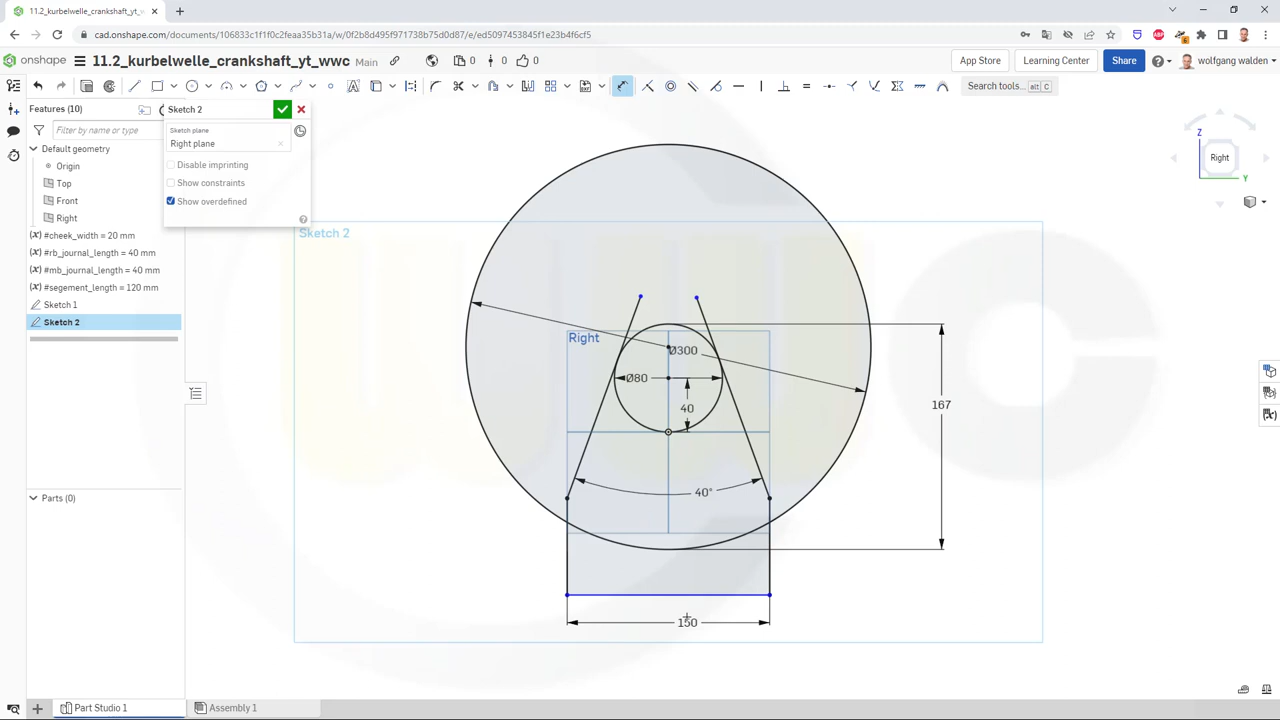 11.2_kurbelwelle_crankshaft_yt_wwc
cad.onshape.com/documents/106833c1f1f0c2feaa35b31a/w/0f2b8d495f971738b75d0d87/e/ed5097453845f1e23b4f6cf5
onshape
11.2_kurbelwelle_crankshaft_yt_wwc Main
0 0 0
App Store
Learning Center
Share
wolfgang walden
Search tools... alt C
Features (10)
Filter by name or type
Default geometry
Origin
Top
Front
Right
#cheek_width = 20 mm
#rb_journal_length = 40 mm
#mb_journal_length = 40 mm
#segement_length = 120 mm
Sketch 1
Sketch 2
Parts (0)
Sketch 2
Sketch plane
Right plane
Disable imprinting
Show constraints
Show overdefined
Sketch 2
Right
Ø300
Ø80
40
167
40°
150
Z
Right
Y
Part Studio 1
Assembly 1